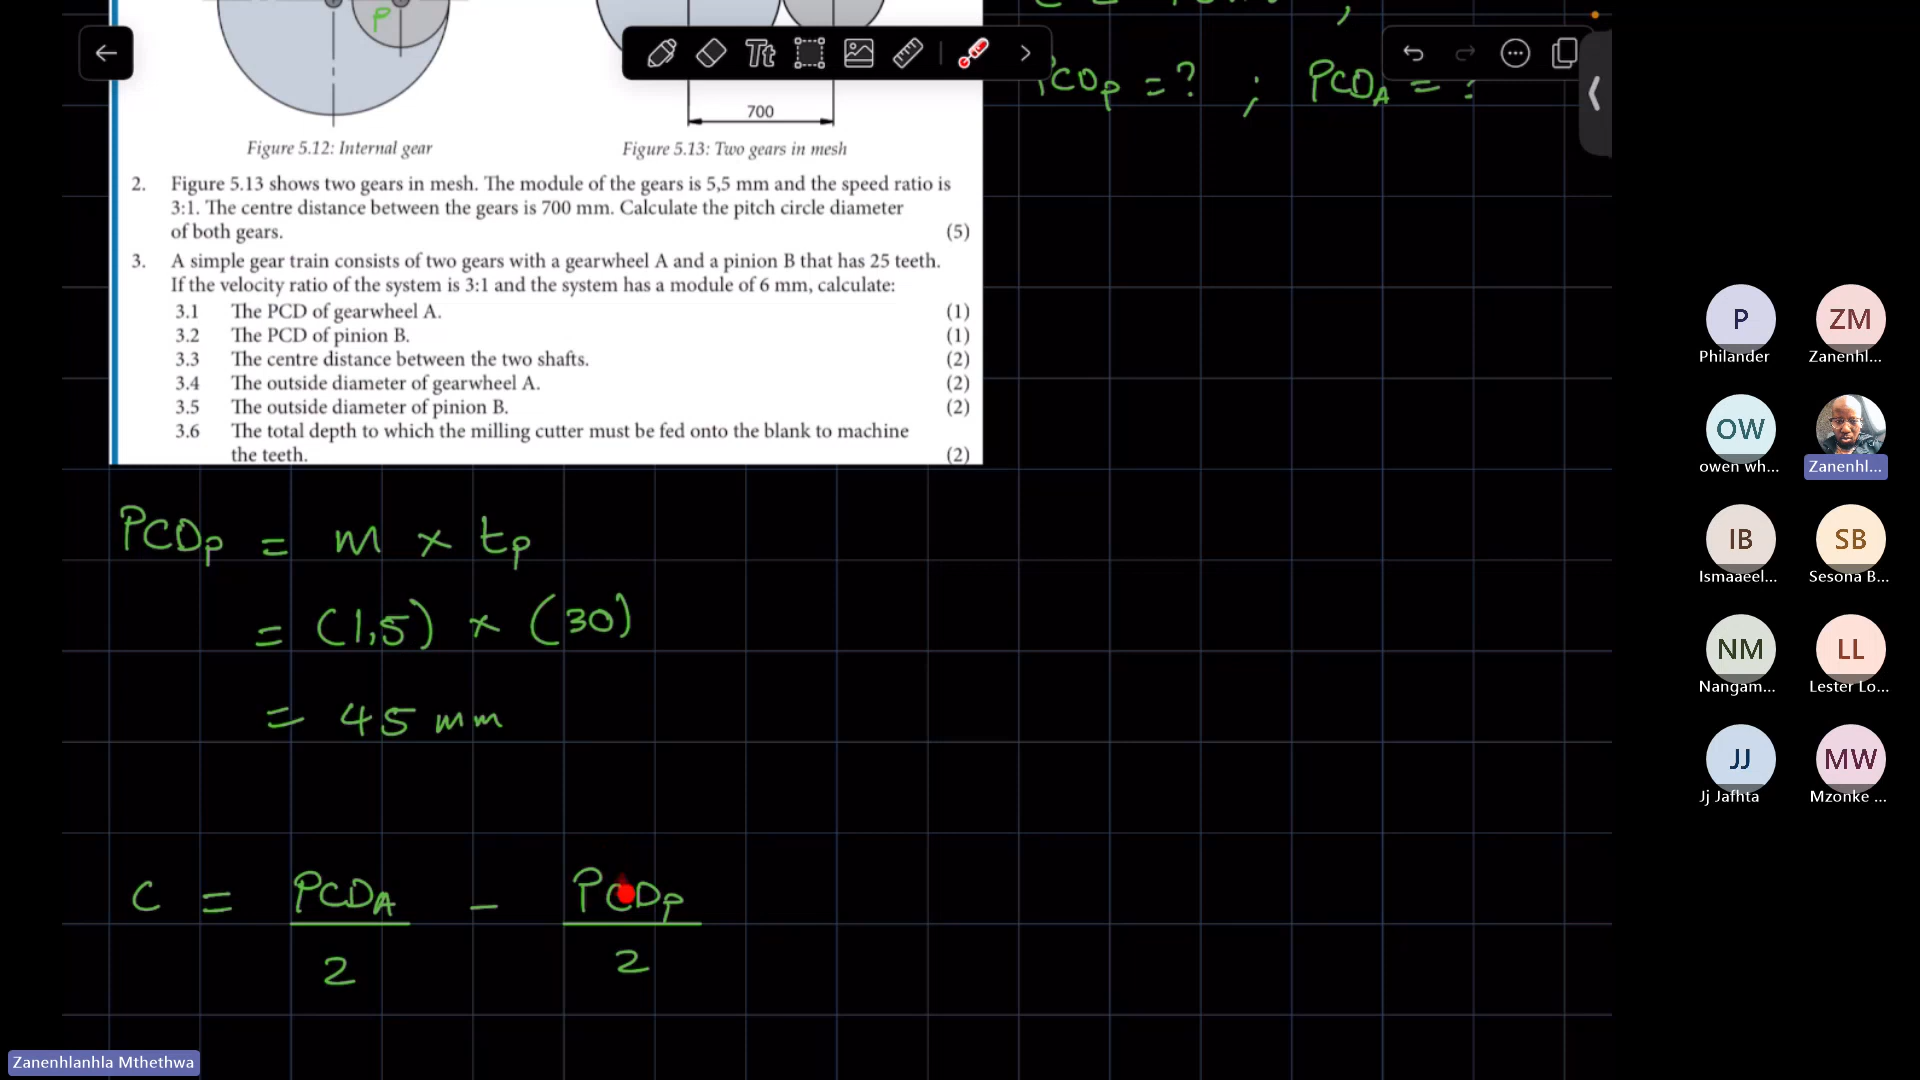 P
700
PCDp = ? ; PCDA = ?
Figure 5.12: Internal gear
Figure 5.13: Two gears in mesh
2. Figure 5.13 shows two gears in mesh. The module of the gears is 5,5 mm and the speed ratio is
3:1. The centre distance between the gears is 700 mm. Calculate the pitch circle diameter
of both gears. (5)
3. A simple gear train consists of two gears with a gearwheel A and a pinion B that has 25 teeth.
If the velocity ratio of the system is 3:1 and the system has a module of 6 mm, calculate:
3.1 The PCD of gearwheel A. (1)
3.2 The PCD of pinion B. (1)
3.3 The centre distance between the two shafts. (2)
3.4 The outside diameter of gearwheel A. (2)
3.5 The outside diameter of pinion B. (2)
3.6 The total depth to which the milling cutter must be fed onto the blank to machine
the teeth. (2)
PCDp = m × tp
= (1,5) × (30)
= 45 mm
C = PCDA/2 - PCDp/2
Tt
P ZM
Philander Zanenhl...
OW
owen wh... Zanenhl...
IB SB
Ismaaeel... Sesona B...
NM LL
Nangam... Lester Lo...
JJ MW
Jj Jafhta Mzonke ...
Zanenhlanhla Mthethwa